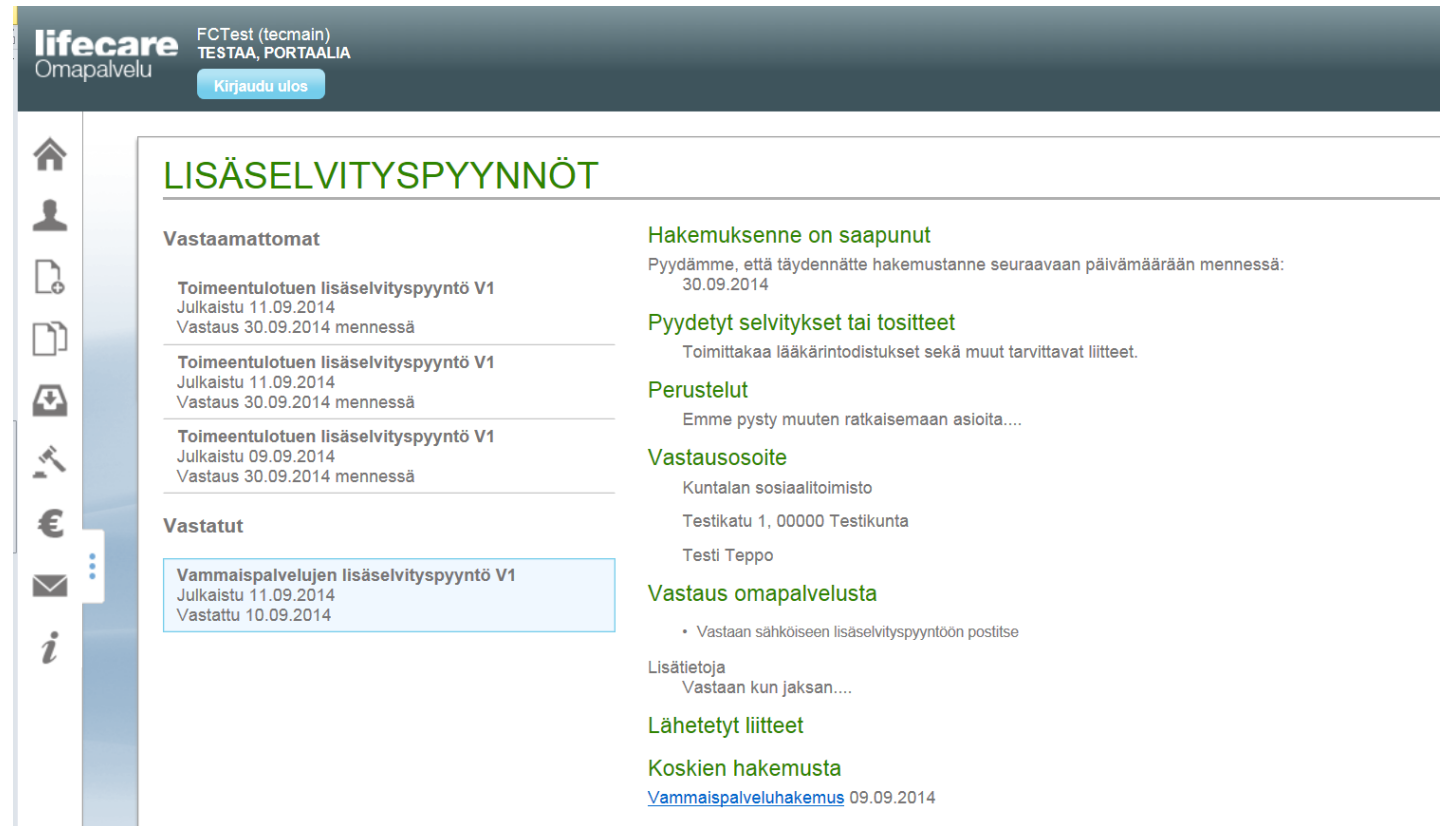 lifecare
Omapalvelu
FCTest (tecmain)
TESTAA, PORTAALIA
Kirjaudu ulos
LISÄSELVITYSPYYNNÖT
Vastaamattomat
Toimeentulotuen lisäselvityspyyntö V1
Julkaistu 11.09.2014
Vastaus 30.09.2014 mennessä
Toimeentulotuen lisäselvityspyyntö V1
Julkaistu 11.09.2014
Vastaus 30.09.2014 mennessä
Toimeentulotuen lisäselvityspyyntö V1
Julkaistu 09.09.2014
Vastaus 30.09.2014 mennessä
Vastatut
Vammaispalvelujen lisäselvityspyyntö V1
Julkaistu 11.09.2014
Vastattu 10.09.2014
Hakemuksenne on saapunut
Pyydämme, että täydennätte hakemustanne seuraavaan päivämäärään mennessä:
30.09.2014
Pyydetyt selvitykset tai tositteet
Toimittakaa lääkärintodistukset sekä muut tarvittavat liitteet.
Perustelut
Emme pysty muuten ratkaisemaan asioita....
Vastausosoite
Kuntalan sosiaalitoimisto
Testikatu 1, 00000 Testikunta
Testi Teppo
Vastaus omapalvelusta
• Vastaan sähköiseen lisäselvityspyyntöön postitse
Lisätietoja
Vastaan kun jaksan....
Lähetetyt liitteet
Koskien hakemusta
Vammaispalveluhakemus 09.09.2014